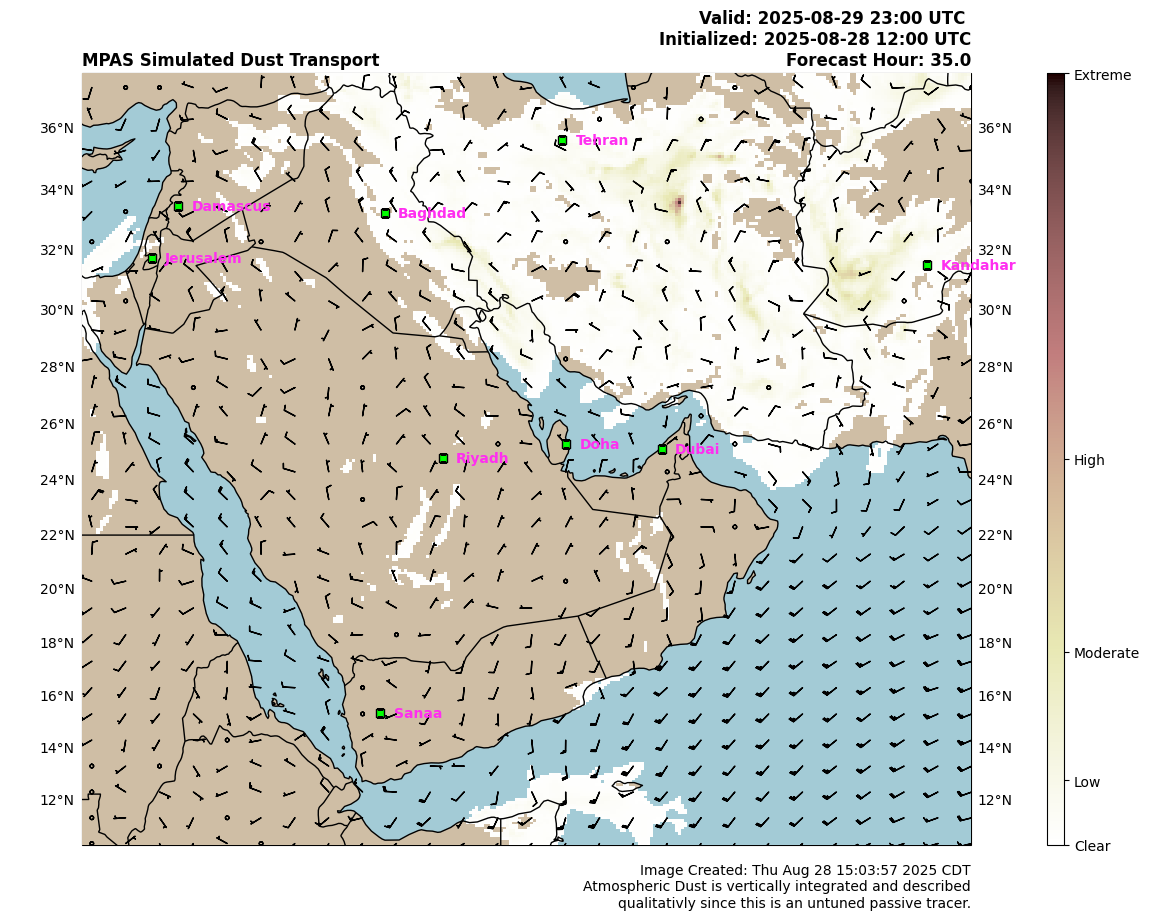 Valid: 2025-08-29 23:00 UTC
Initialized: 2025-08-28 12:00 UTC
MPAS Simulated Dust Transport Forecast Hour: 35.0
Extreme
36°N 36°N
Tehran
34°N 34°N
Damascus
Baghdad
32°N 32°N
Jerusalem
Kandahar
30°N 30°N
28°N 28°N
26°N 26°N
Doha
Dubai
Riyadh
High
24°N 24°N
22°N 22°N
20°N 20°N
18°N 18°N
Moderate
16°N 16°N
Sanaa
14°N 14°N
Low
12°N 12°N
Clear
Image Created: Thu Aug 28 15:03:57 2025 CDT
Atmospheric Dust is vertically integrated and described
qualitativly since this is an untuned passive tracer.